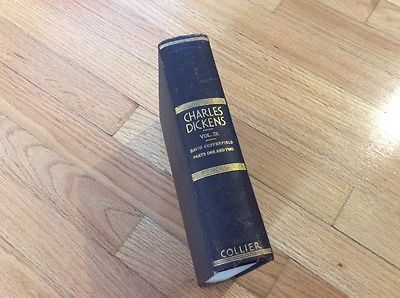 CHARLES
DICKENS
VOL. IX
DAVID COPPERFIELD
PARTS ONE AND TWO
COLLIER